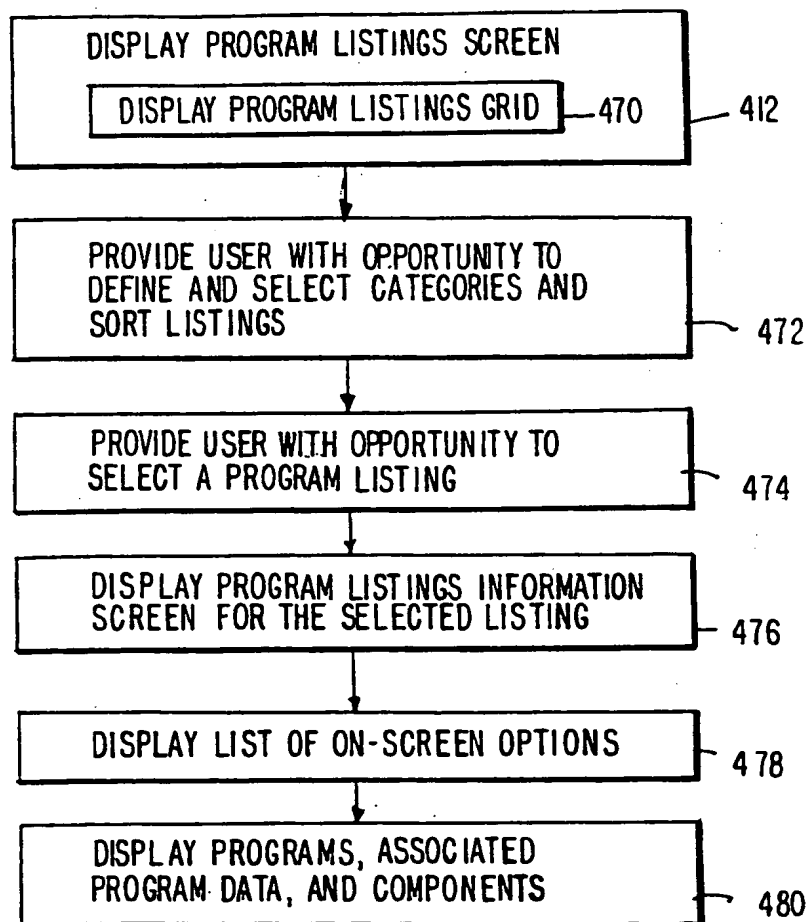 DISPLAY PROGRAM LISTINGS SCREEN
DISPLAY PROGRAM LISTINGS GRID
470
412
PROVIDE USER WITH OPPORTUNITY TO
DEFINE AND SELECT CATEGORIES AND
SORT LISTINGS
472
PROVIDE USER WITH OPPORTUNITY TO
SELECT A PROGRAM LISTING
474
DISPLAY PROGRAM LISTINGS INFORMATION
SCREEN FOR THE SELECTED LISTING
476
DISPLAY LIST OF ON-SCREEN OPTIONS
478
DISPLAY PROGRAMS, ASSOCIATED
PROGRAM DATA, AND COMPONENTS
480